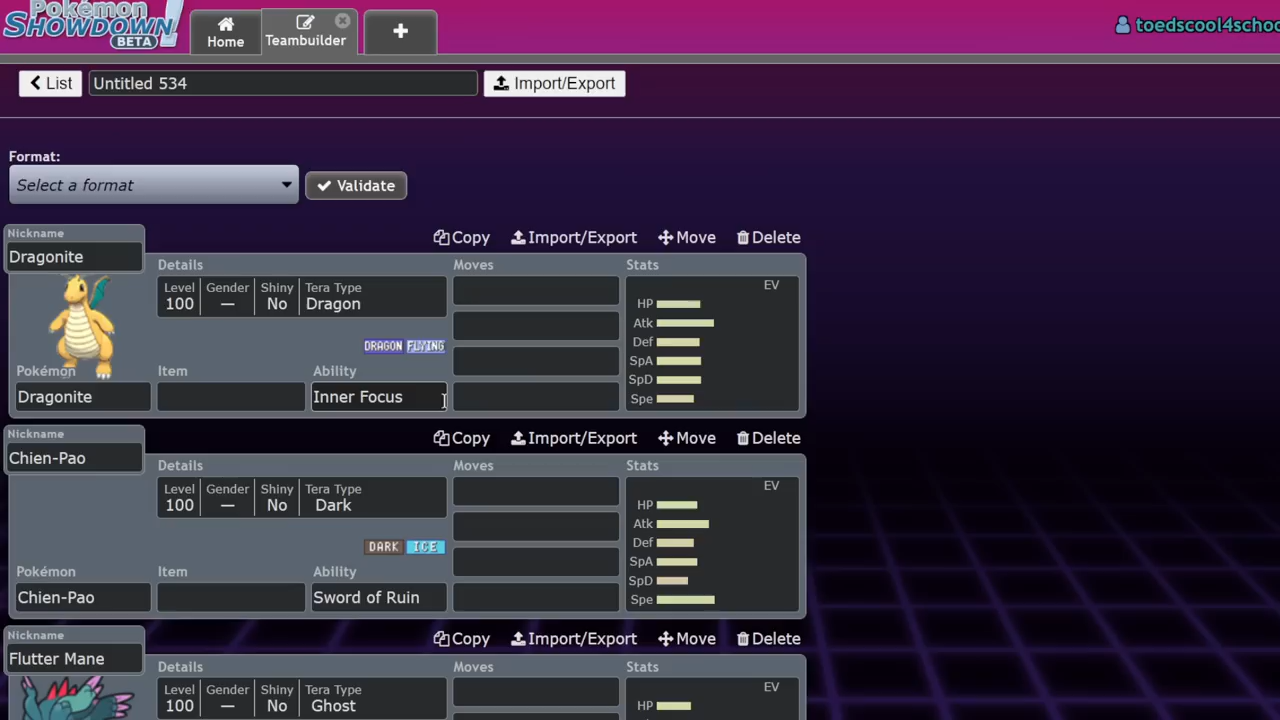 Pokémon
SHOWDOWN!
BETA
Home
Teambuilder
toedscool4schoo
List
Untitled 534
Import/Export
Format:
Select a format
Validate
Nickname
Dragonite
Copy Import/Export Move Delete
Details
Moves
Stats
Level Gender Shiny Tera Type
100 — No Dragon
EV
HP
Atk
Def
SpA
SpD
Spe
DRAGON FLYING
Pokémon Item Ability
Dragonite Inner Focus
Nickname
Chien-Pao
Copy Import/Export Move Delete
Details
Moves
Stats
Level Gender Shiny Tera Type
100 — No Dark
EV
HP
Atk
Def
SpA
SpD
Spe
DARK ICE
Pokémon Item Ability
Chien-Pao Sword of Ruin
Nickname
Flutter Mane
Copy Import/Export Move Delete
Details
Moves
Stats
Level Gender Shiny Tera Type
100 — No Ghost
EV
HP